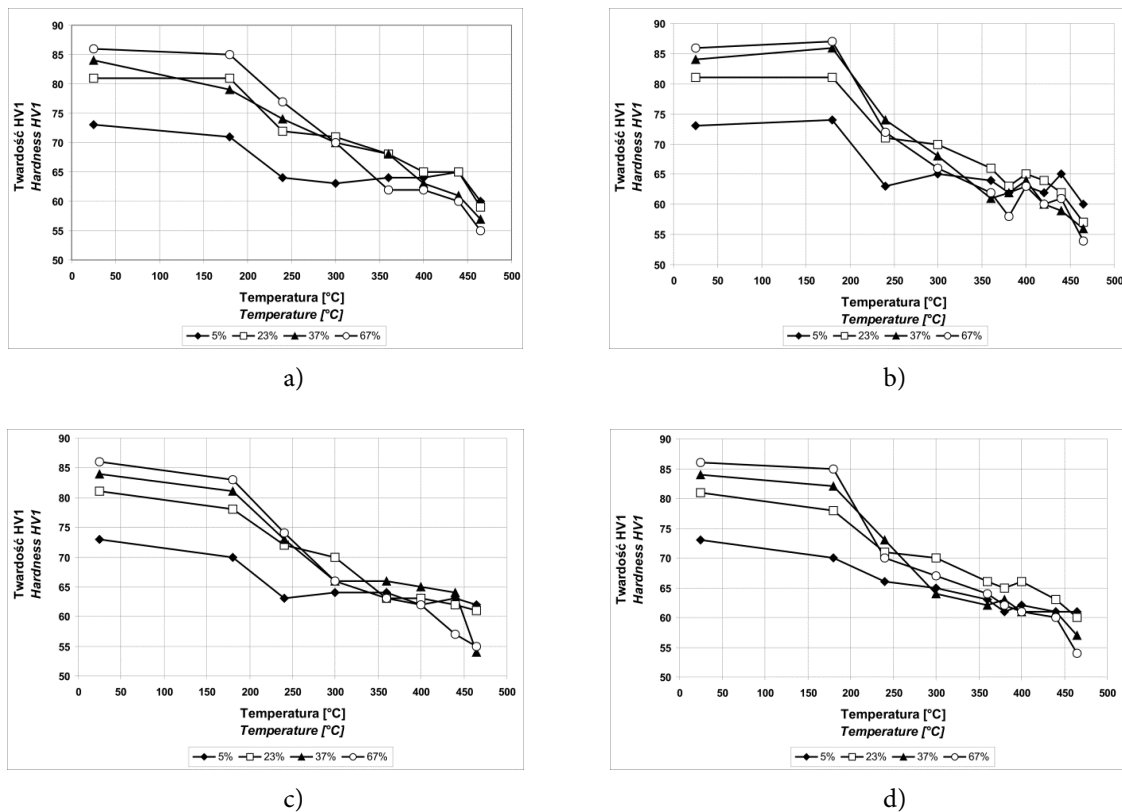 90
85
80
75
70
65
60
55
50
0 50 100 150 200 250 300 350 400 450 500
Twardość HV1
Hardness HV1
Temperatura [°C]
Temperature [°C]
5% 23% 37% 67%
a)
90
85
80
75
70
65
60
55
50
0 50 100 150 200 250 300 350 400 450 500
Twardość HV1
Hardness HV1
Temperatura [°C]
Temperature [°C]
5% 23% 37% 67%
b)
90
85
80
75
70
65
60
55
50
0 50 100 150 200 250 300 350 400 450 500
Twardość HV1
Hardness HV1
Temperatura [°C]
Temperature [°C]
5% 23% 37% 67%
c)
90
85
80
75
70
65
60
55
50
0 50 100 150 200 250 300 350 400 450 500
Twardość HV1
Hardness HV1
Temperatura [°C]
Temperature [°C]
5% 23% 37% 67%
d)